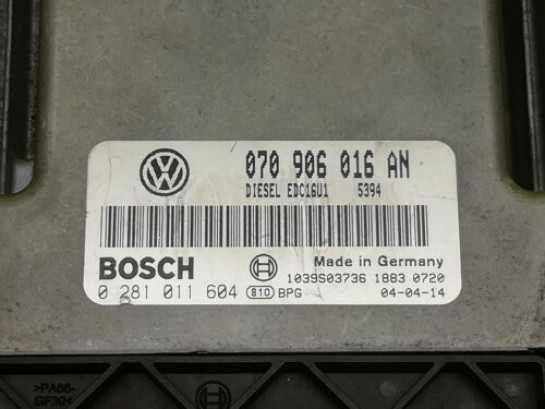 070 906 016 AN
DIESEL EDC16U1 5394
BOSCH
Made in Germany
1039S03736 1883 0720
0 281 011 604 810 BPG 04-04-14
>PA66-
GF30<